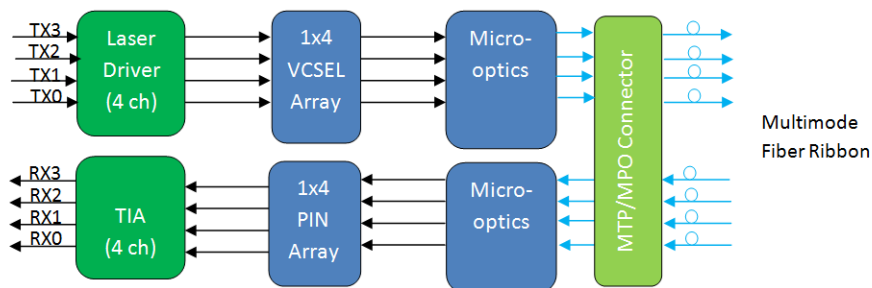 TX3
TX2
TX1
TX0
Laser
Driver
(4 ch)
1x4
VCSEL
Array
Micro-
optics
MTP/MPO Connector
Multimode
Fiber Ribbon
RX3
RX2
RX1
RX0
TIA
(4 ch)
1x4
PIN
Array
Micro-
optics